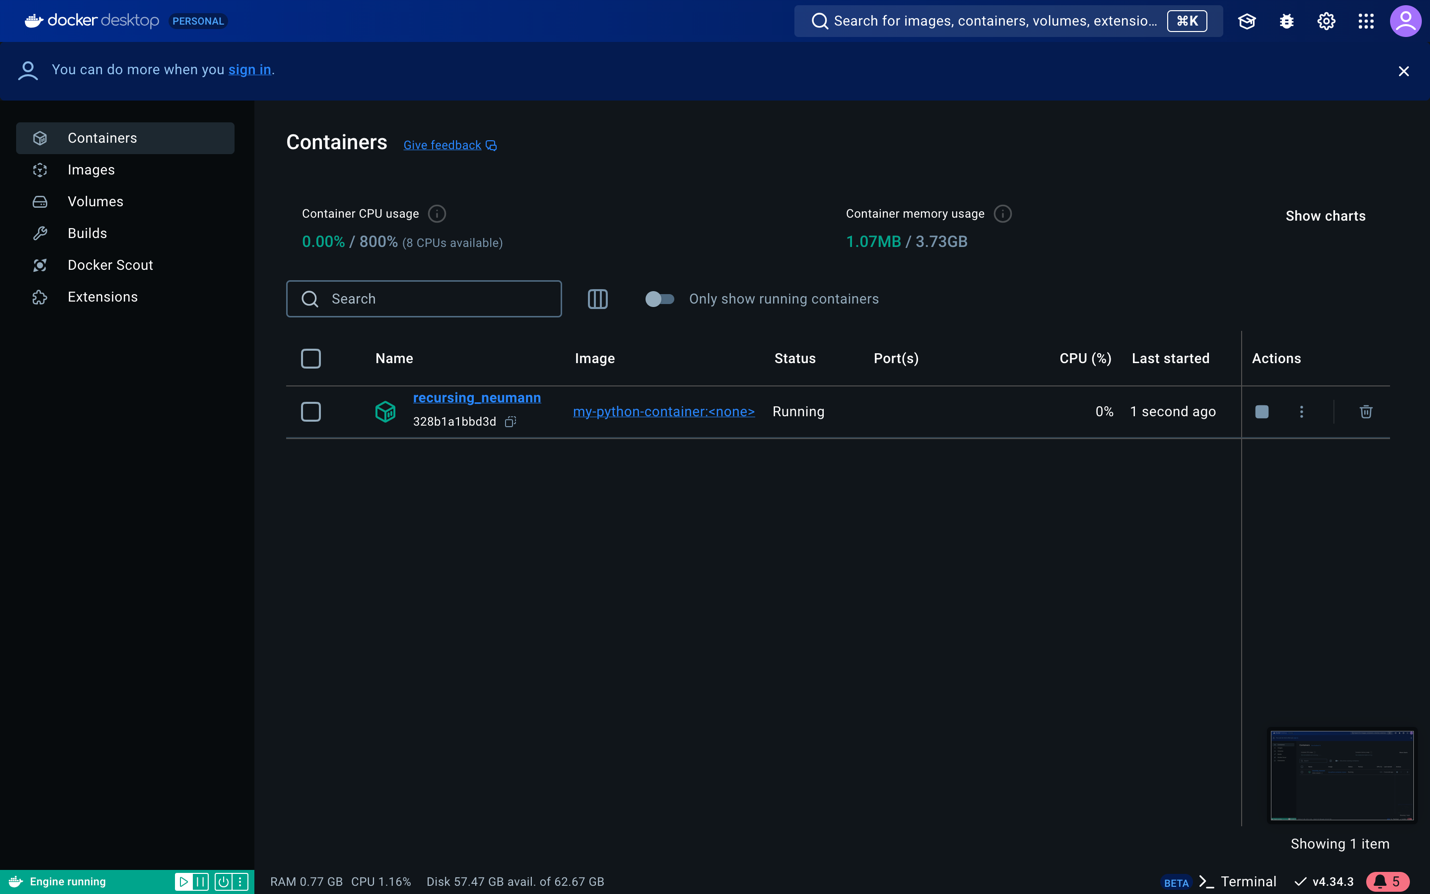 docker desktop PERSONAL
Search for images, containers, volumes, extensio... ⌘K
You can do more when you sign in.
Containers
Images
Volumes
Builds
Docker Scout
Extensions
Containers Give feedback
Container CPU usage
0.00% / 800% (8 CPUs available)
Container memory usage
1.07MB / 3.73GB
Show charts
Search
Only show running containers
Name Image Status Port(s) CPU (%) Last started Actions
recursing_neumann
328b1a1bbd3d
my-python-container:<none> Running 0% 1 second ago
Showing 1 item
Engine running
RAM 0.77 GB CPU 1.16% Disk 57.47 GB avail. of 62.67 GB
BETA Terminal v4.34.3 5